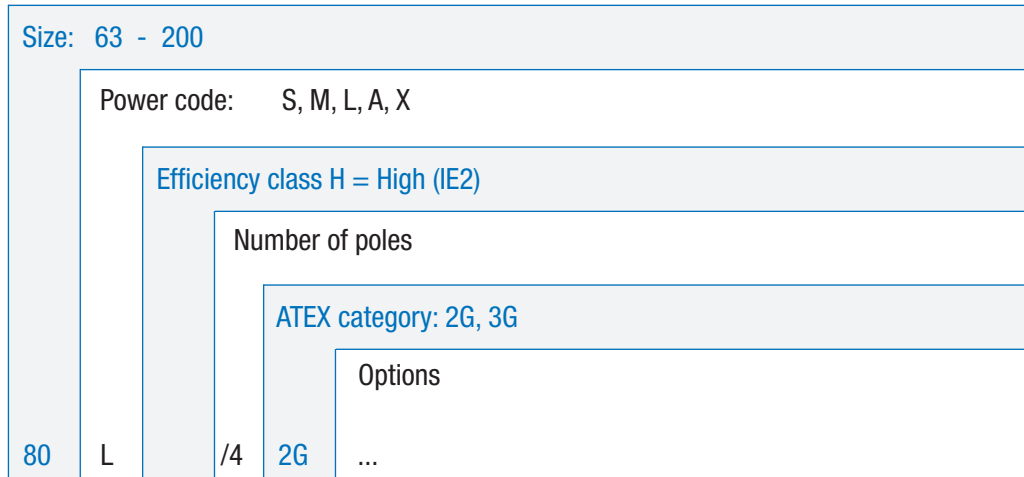 Size: 63 - 200
Power code: S, M, L, A, X
Efficiency class H = High (IE2)
Number of poles
ATEX category: 2G, 3G
Options
80 L /4 2G ...